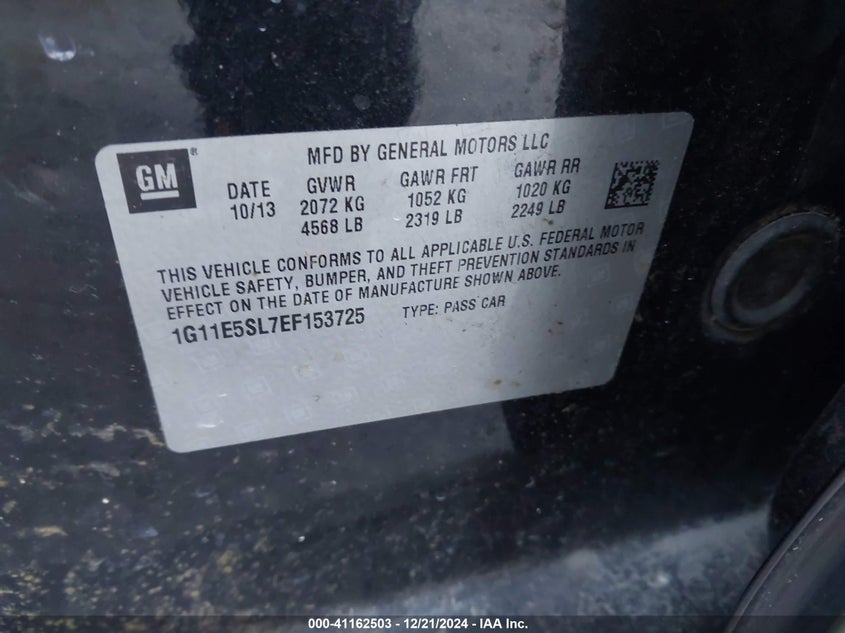 GM
®
MFD BY GENERAL MOTORS LLC
DATE GVWR GAWR FRT GAWR RR
10/13 2072 KG 1052 KG 1020 KG
4568 LB 2319 LB 2249 LB
THIS VEHICLE CONFORMS TO ALL APPLICABLE U.S. FEDERAL MOTOR
VEHICLE SAFETY, BUMPER, AND THEFT PREVENTION STANDARDS IN
EFFECT ON THE DATE OF MANUFACTURE SHOWN ABOVE.
1G11E5SL7EF153725 TYPE: PASS CAR
000-41162503 - 12/21/2024 - IAA Inc.